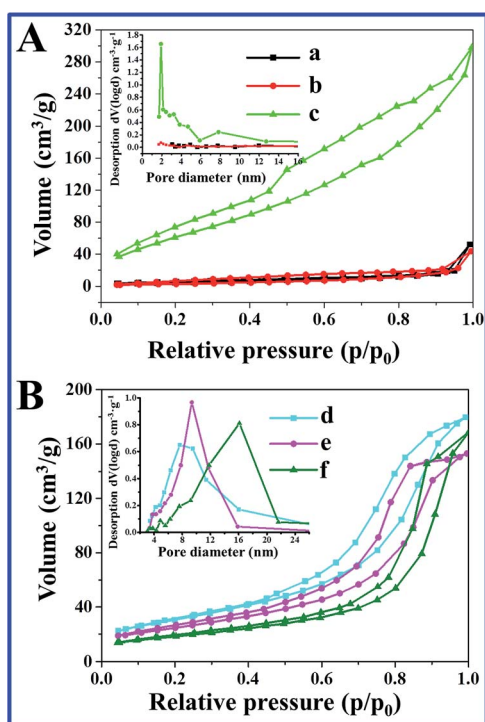 A
320
280
240
200
160
120
80
40
0
Volume (cm³/g)
0.0 0.2 0.4 0.6 0.8 1.0
Relative pressure (p/p₀)
a
b
c
Desorption dV(logd) cm⁻³·g⁻¹
1.8
1.6
1.4
1.2
1.0
0.8
0.6
0.4
0.2
0.0
0 2 4 6 8 10 12 14 16
Pore diameter (nm)
B
200
160
120
80
40
0
Volume (cm³/g)
0.0 0.2 0.4 0.6 0.8 1.0
Relative pressure (p/p₀)
d
e
f
Desorption dV(logd) cm⁻³·g⁻¹
1.0
0.8
0.6
0.4
0.2
0.0
4 8 12 16 20 24
Pore diameter (nm)